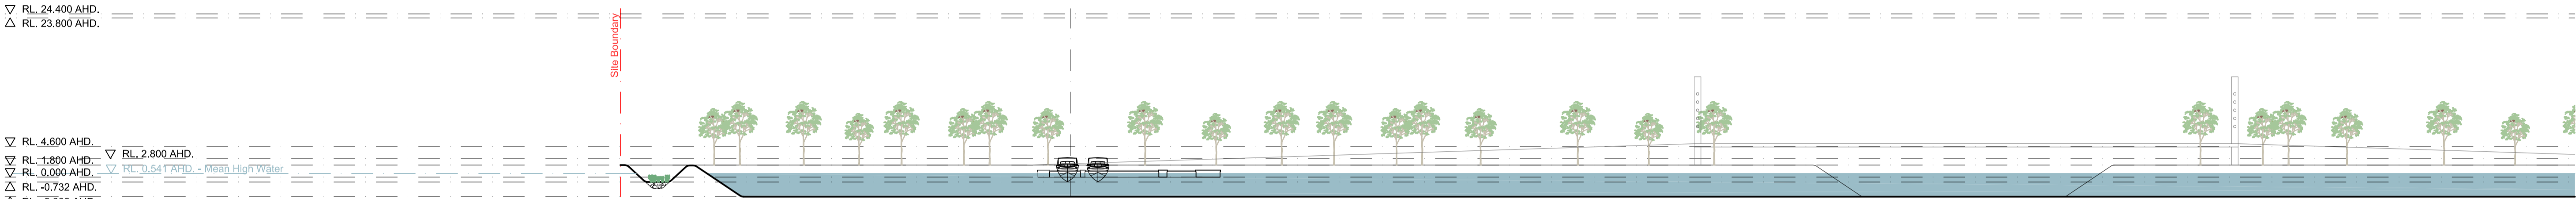 RL. 24.400 AHD.
RL. 23.800 AHD.
Site Boundary
RL. 4.600 AHD.
RL. 2.800 AHD.
RL. 1.800 AHD.
RL. 0.541 AHD. - Mean High Water
RL. 0.000 AHD.
RL. -0.732 AHD.